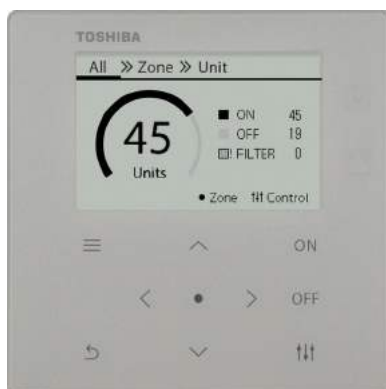 TOSHIBA
All » Zone » Unit
45
Units
ON 45
OFF 19
FILTER 0
• Zone Control
ON
OFF